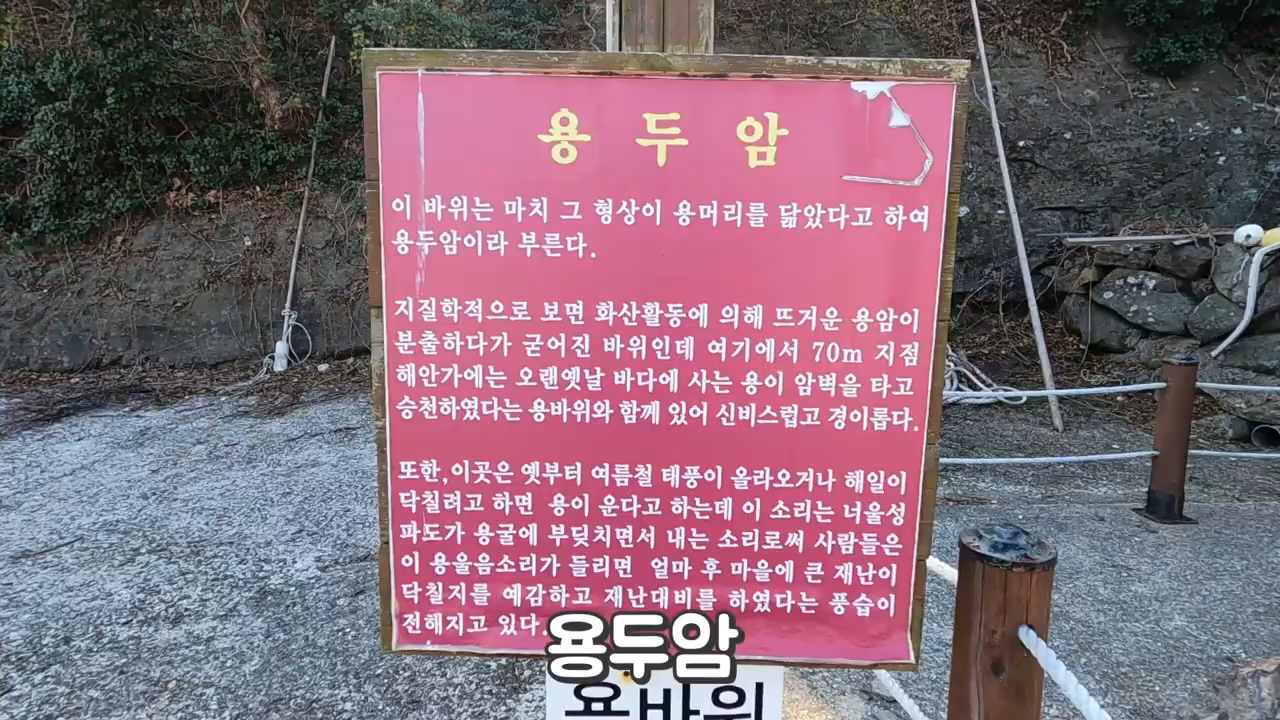 용 두 암
이 바위는 마치 그 형상이 용머리를 닮았다고 하여
용두암이라 부른다.
지질학적으로 보면 화산활동에 의해 뜨거운 용암이
분출하다가 굳어진 바위인데 여기에서 70m 지점
해안가에는 오랜옛날 바다에 사는 용이 암벽을 타고
승천하였다는 용바위와 함께 있어 신비스럽고 경이롭다.
또한, 이곳은 옛부터 여름철 태풍이 올라오거나 해일이
닥칠려고 하면 용이 운다고 하는데 이 소리는 너울성
파도가 용굴에 부딪치면서 내는 소리로써 사람들은
이 용울음소리가 들리면 얼마 후 마을에 큰 재난이
닥칠지를 예감하고 재난대비를 하였다는 풍습이
전해지고 있다.
용두암
용바위